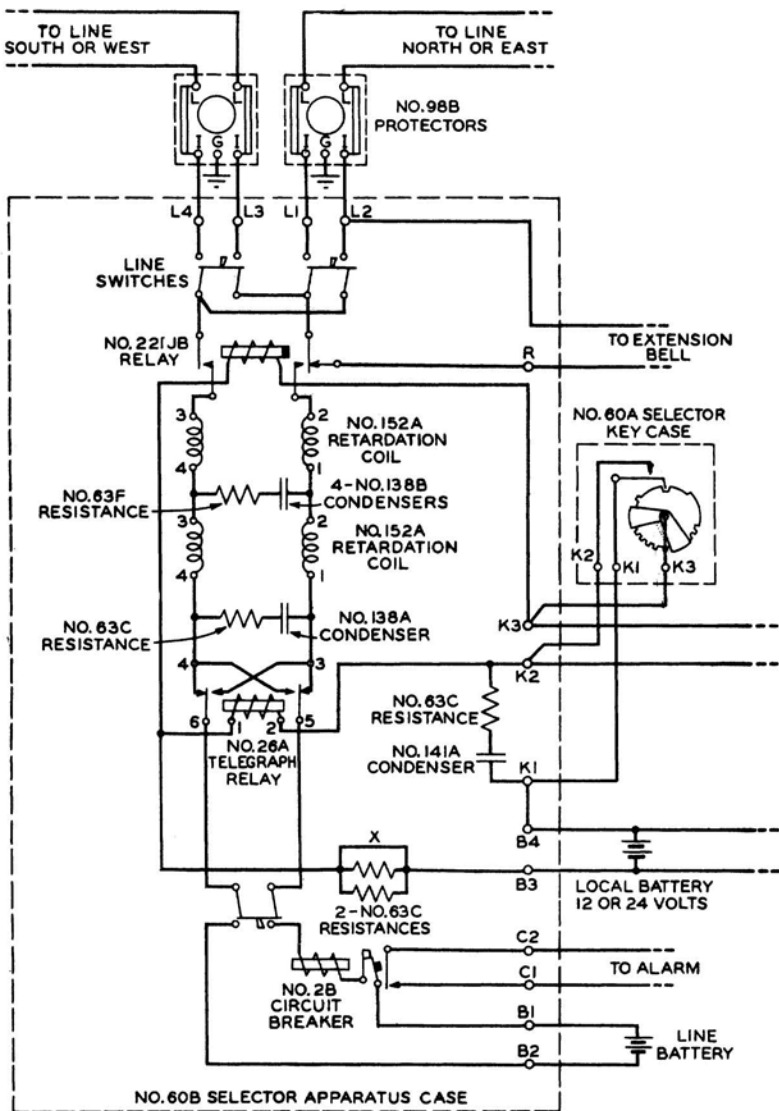 TO LINE
SOUTH OR WEST
TO LINE
NORTH OR EAST
NO.98B
PROTECTORS
L L
I G I
L L
I G I
L4 L3 L1 L2
LINE
SWITCHES
NO.221JB
RELAY
R
TO EXTENSION
BELL
NO.60A SELECTOR
KEY CASE
3 2
NO.152A
RETARDATION
COIL
4 1
NO.63F
RESISTANCE
4-NO.138B
CONDENSERS
3 2
NO.152A
RETARDATION
COIL
4 1
K2 K1 K3
NO.63C
RESISTANCE
NO.138A
CONDENSER
K3
4 3
K2
6 1 2 5
NO.26A
TELEGRAPH
RELAY
NO.63C
RESISTANCE
NO.141A
CONDENSER
K1
B4
X
B3
2-NO.63C
RESISTANCES
LOCAL BATTERY
12 OR 24 VOLTS
C2
C1
TO ALARM
NO.2B
CIRCUIT
BREAKER
B1
B2
LINE
BATTERY
NO.60B SELECTOR APPARATUS CASE